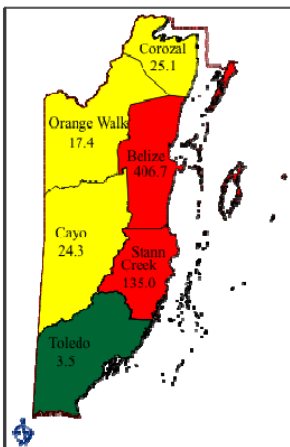 Corozal
25.1
Orange Walk
17.4
Belize
406.7
Cayo
24.3
Stann
Creek
135.0
Toledo
3.5